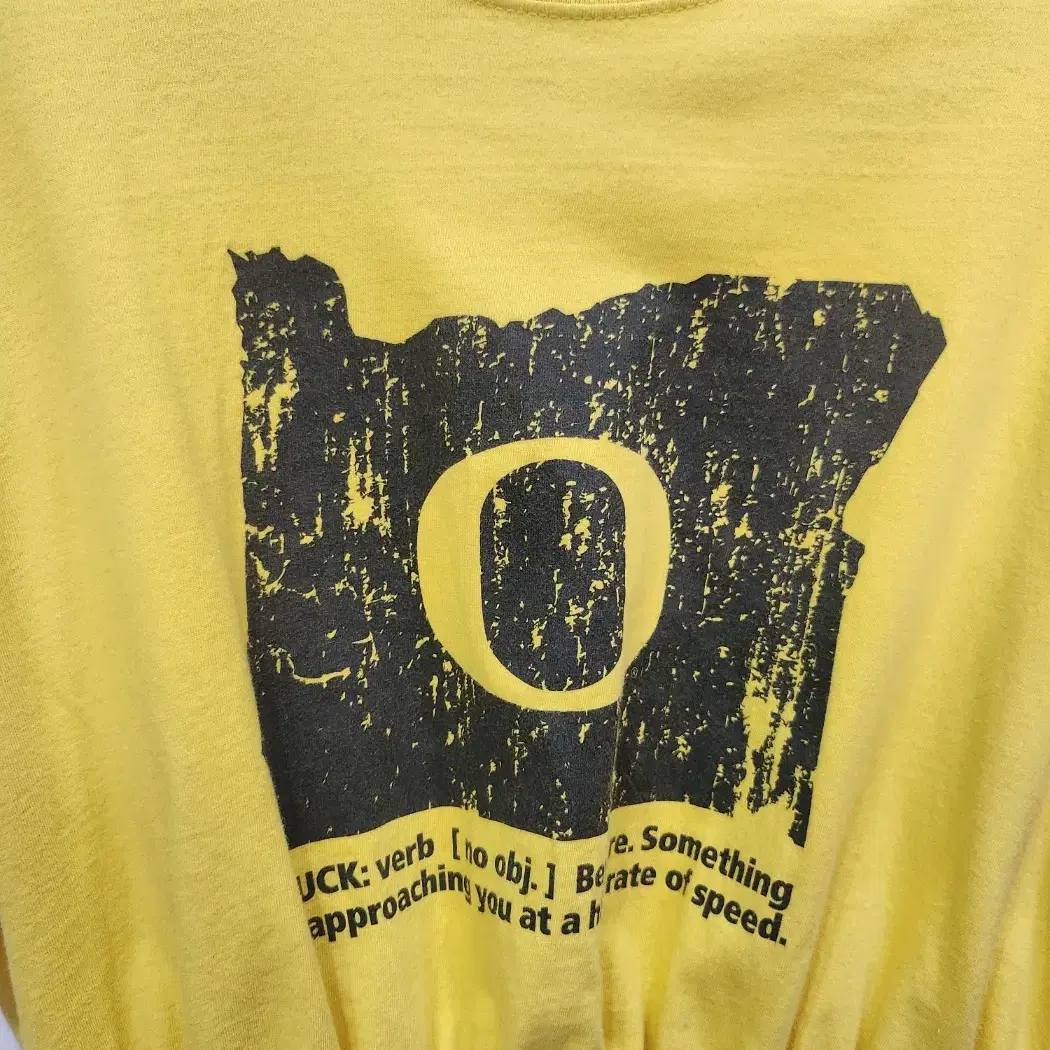 O
UCK: verb [ no obj. ] Be re. Something
approaching you at a h rate of speed.